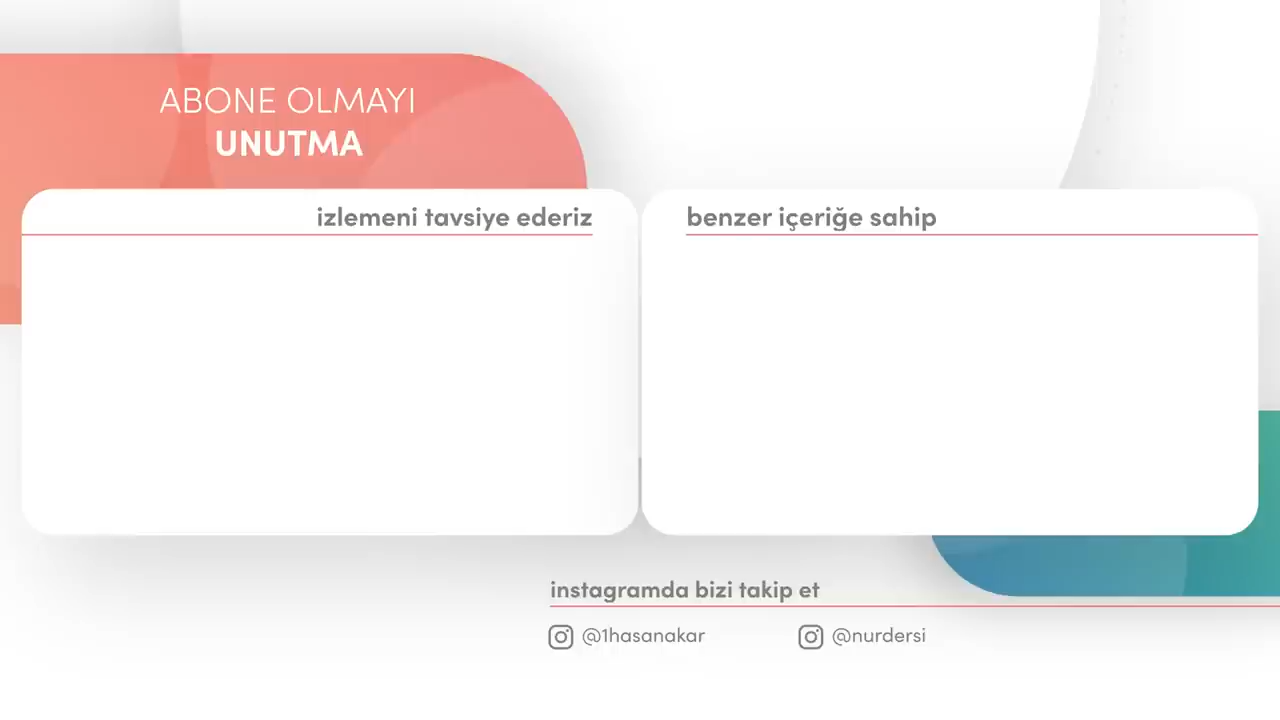 ABONE OLMAYI
UNUTMA
izlemeni tavsiye ederiz
benzer içeriğe sahip
instagramda bizi takip et
@1hasanakar
@nurdersi